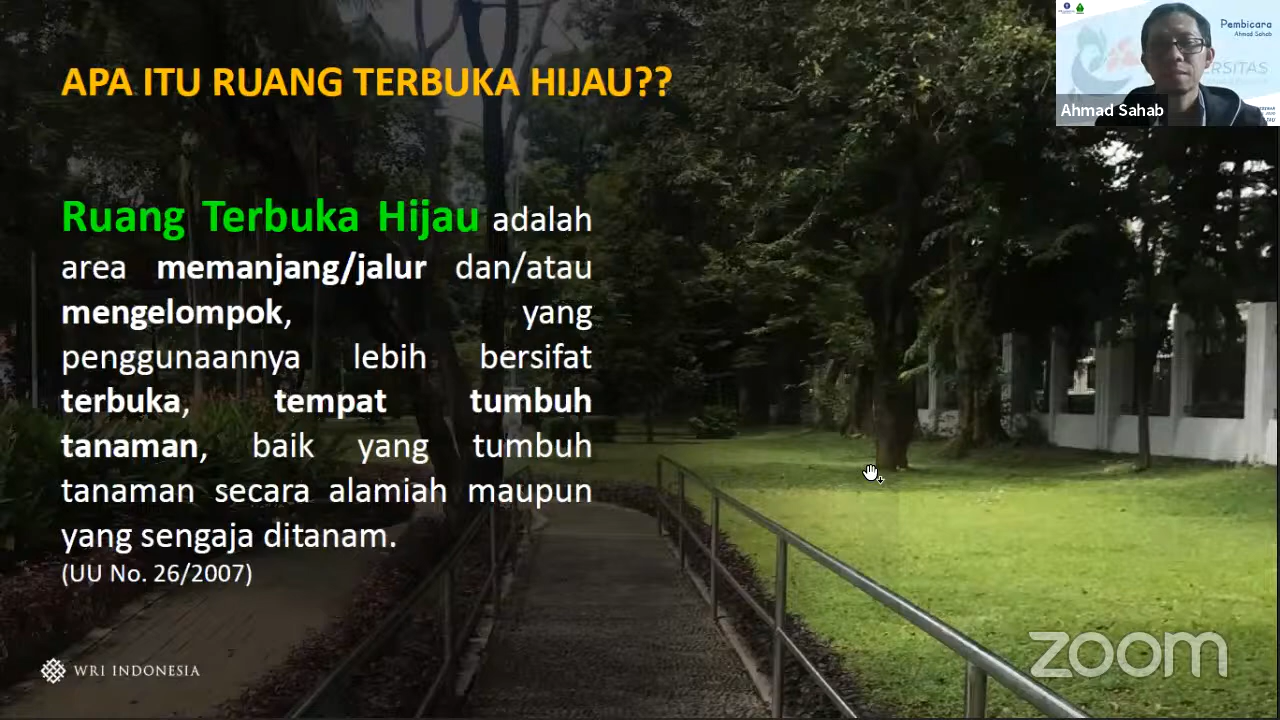 APA ITU RUANG TERBUKA HIJAU??
Ruang Terbuka Hijau adalah
area memanjang/jalur dan/atau
mengelompok, yang
penggunaannya lebih bersifat
terbuka, tempat tumbuh
tanaman, baik yang tumbuh
tanaman secara alamiah maupun
yang sengaja ditanam.
(UU No. 26/2007)
WRI INDONESIA
Pembicara
Ahmad Sahab
Ahmad Sahab
zoom